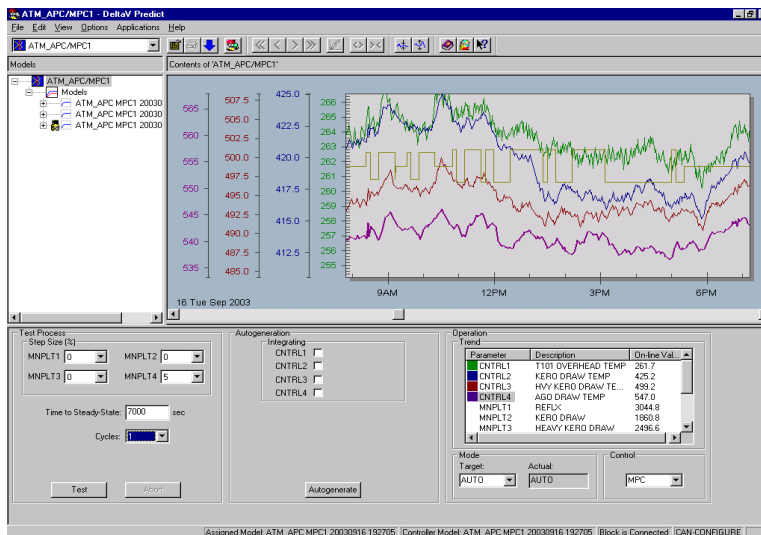 ATM_APC/MPC1 - DeltaV Predict
File Edit View Options Applications Help
ATM_APC/MPC1
Models
Contents of 'ATM_APC/MPC1'
ATM_APC/MPC1
Models
ATM_APC MPC1 20030
ATM_APC MPC1 20030
ATM_APC MPC1 20030
565
560
555
550
545
540
535
507.5
505.0
502.5
500.0
497.5
495.0
492.5
490.0
487.5
485.0
425.0
422.5
420.0
417.5
415.0
412.5
266
265
264
263
262
261
260
259
258
257
256
255
9AM 12PM 3PM 6PM
16 Tue Sep 2003
Test Process
Step Size (%)
MNPLT1 0 MNPLT2 0
MNPLT3 0 MNPLT4 5
Time to Steady-State: 7000 sec
Cycles: 1
Test Abort
Autogeneration
Integrating
CNTRL1
CNTRL2
CNTRL3
CNTRL4
Autogenerate
Operation
Trend
Parameter Description On-line Val...
CNTRL1 T101 OVERHEAD TEMP 261.7
CNTRL2 KERO DRAW TEMP 425.2
CNTRL3 HVY KERO DRAW TE... 499.2
CNTRL4 AGO DRAW TEMP 547.0
MNPLT1 REFLX 3044.8
MNPLT2 KERO DRAW 1860.8
MNPLT3 HEAVY KERO DRAW 2496.6
Mode
Target: Actual:
AUTO AUTO
Control
MPC
Assigned Model: ATM_APC MPC1 20030916 192705 Controller Model: ATM_APC MPC1 20030916 192705 Block is Connected CAN-CONFIGURE